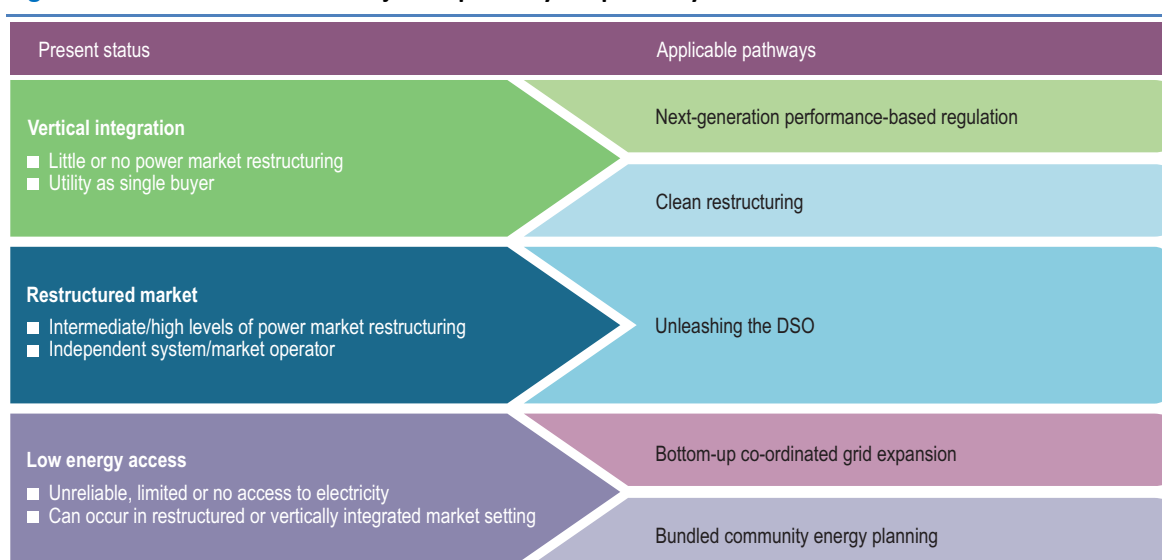 Present status
Applicable pathways
Vertical integration
■ Little or no power market restructuring
■ Utility as single buyer
Next-generation performance-based regulation
Clean restructuring
Restructured market
■ Intermediate/high levels of power market restructuring
■ Independent system/market operator
Unleashing the DSO
Low energy access
■ Unreliable, limited or no access to electricity
■ Can occur in restructured or vertically integrated market setting
Bottom-up co-ordinated grid expansion
Bundled community energy planning